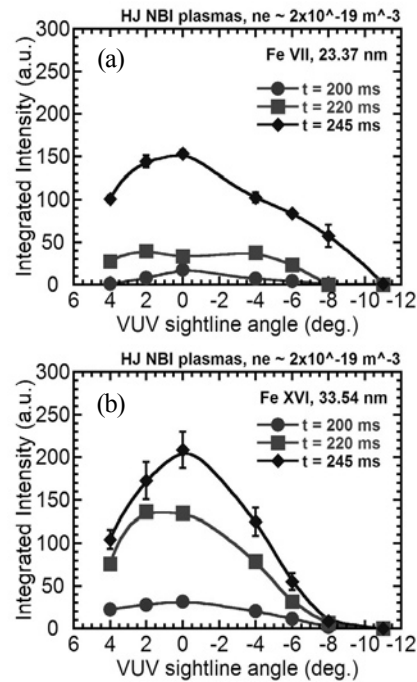 HJ NBI plasmas, ne ~ 2x10^-19 m^-3
(a)
Fe VII, 23.37 nm
t = 200 ms
t = 220 ms
t = 245 ms
Integrated Intensity (a.u.)
300
250
200
150
100
50
0
6 4 2 0 -2 -4 -6 -8 -10 -12
VUV sightline angle (deg.)
HJ NBI plasmas, ne ~ 2x10^-19 m^-3
(b)
Fe XVI, 33.54 nm
t = 200 ms
t = 220 ms
t = 245 ms
Integrated Intensity (a.u.)
300
250
200
150
100
50
0
6 4 2 0 -2 -4 -6 -8 -10 -12
VUV sightline angle (deg.)